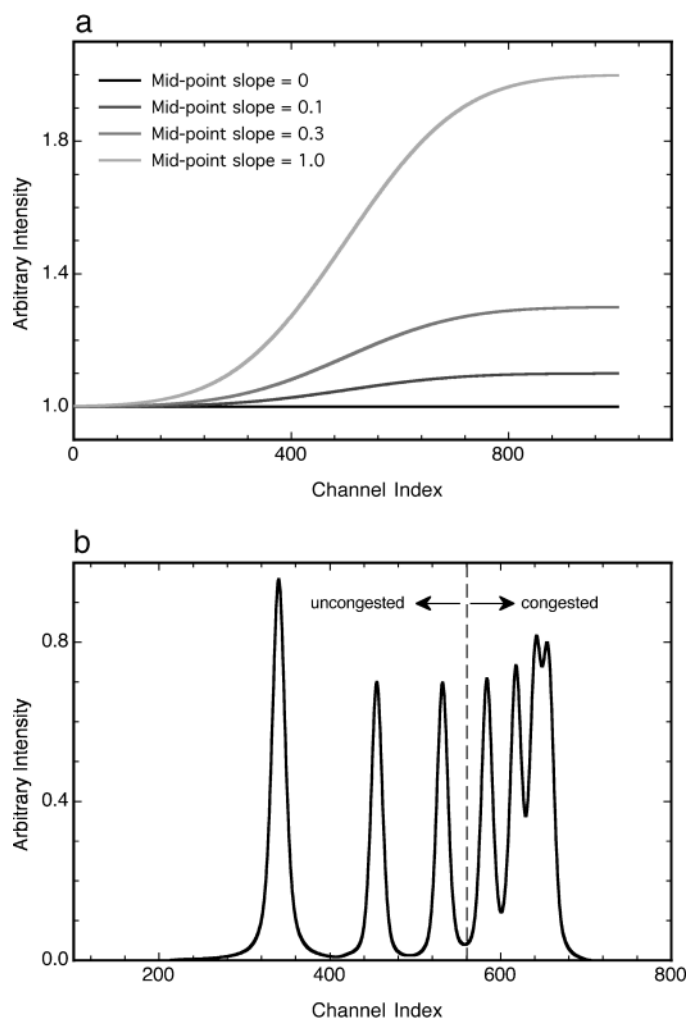 a
Mid-point slope = 0
Mid-point slope = 0.1
Mid-point slope = 0.3
Mid-point slope = 1.0
1.8
1.4
1.0
Arbitrary Intensity
0 400 800
Channel Index
b
uncongested congested
0.8
0.4
0.0
Arbitrary Intensity
200 400 600 800
Channel Index